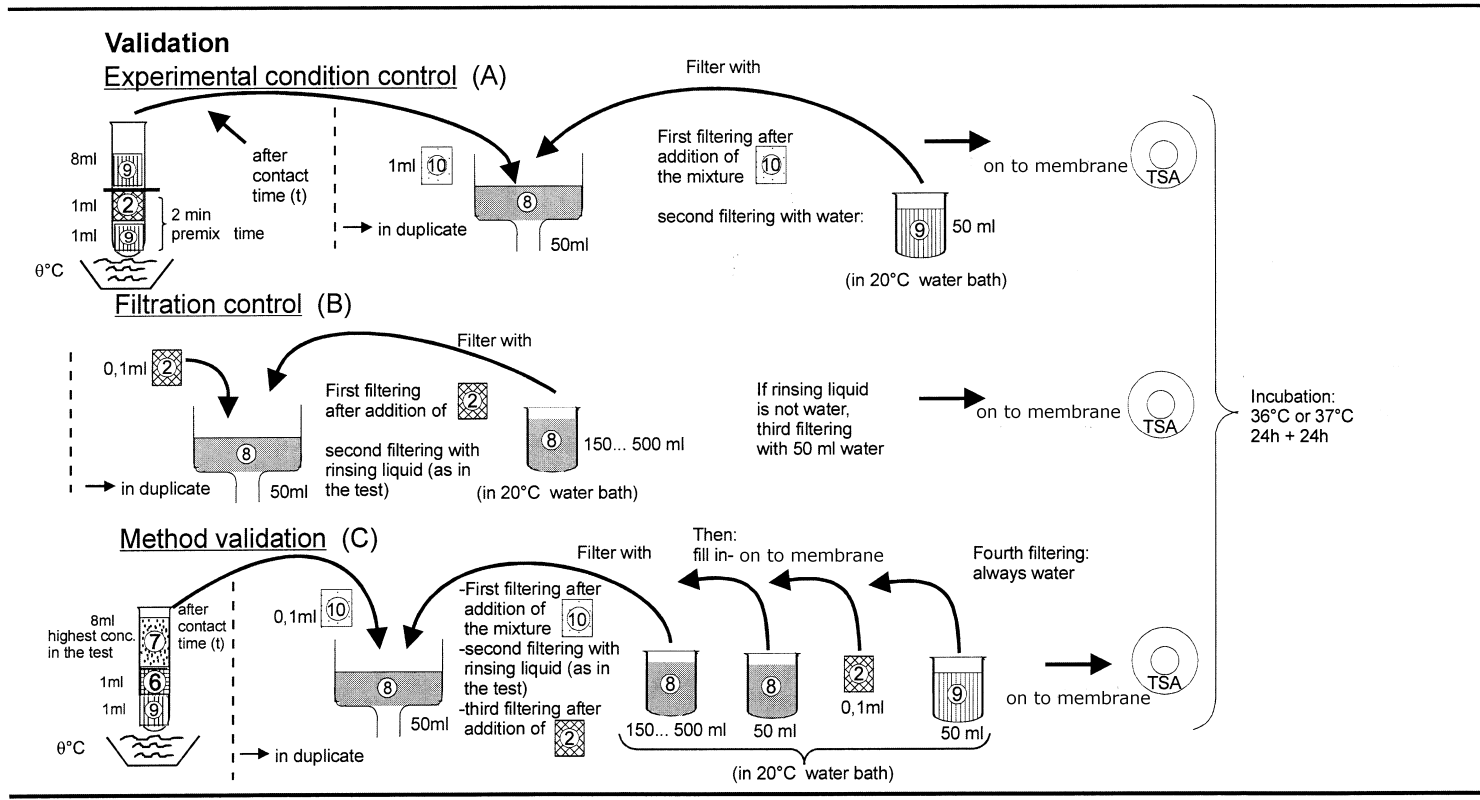 Validation
Experimental condition control (A)
Filter with
8ml
9
1ml
2
1ml
9
2 min
premix time
θ°C
after
contact
time (t)
1ml
10
8
in duplicate
50ml
First filtering after
addition of
the mixture
10
second filtering with water:
9
50 ml
(in 20°C water bath)
on to membrane
TSA
Filtration control (B)
0,1ml
2
8
in duplicate
50ml
Filter with
First filtering
after addition of
2
second filtering with
rinsing liquid (as in
the test)
8
150... 500 ml
(in 20°C water bath)
If rinsing liquid
is not water,
third filtering
with 50 ml water
on to membrane
TSA
Incubation:
36°C or 37°C
24h + 24h
Method validation (C)
8ml
highest conc.
in the test
7
1ml
6
1ml
9
θ°C
after
contact
time (t)
0,1ml
10
8
in duplicate
50ml
Filter with
-First filtering after
addition of
the mixture
10
-second filtering with
rinsing liquid (as in
the test)
-third filtering after
addition of
2
Then:
fill in- on to membrane
Fourth filtering:
always water
8
150... 500 ml
8
50 ml
2
0,1ml
9
50 ml
(in 20°C water bath)
on to membrane
TSA